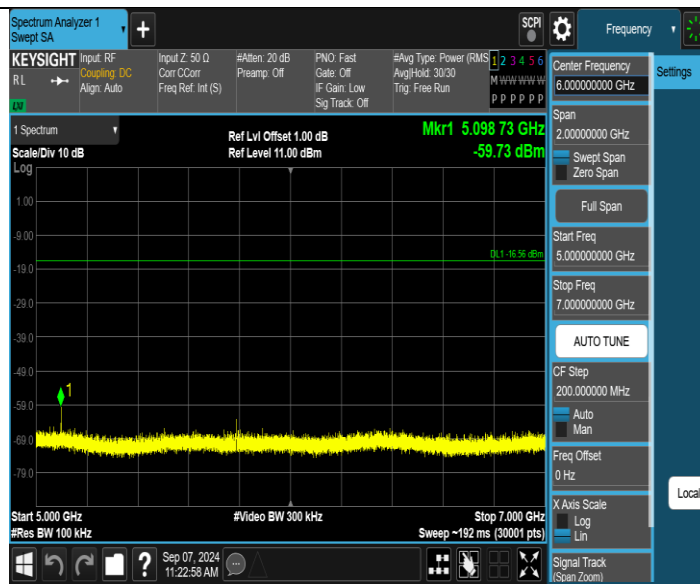 Spectrum Analyzer 1
Swept SA
SCPI
Frequency
KEYSIGHT
RL
LXI
Input: RF
Coupling: DC
Align: Auto
Input Z: 50 Ω
Corr CCorr
Freq Ref: Int (S)
#Atten: 20 dB
Preamp: Off
PNO: Fast
Gate: Off
IF Gain: Low
Sig Track: Off
#Avg Type: Power (RMS
Avg|Hold: 30/30
Trig: Free Run
1 2 3 4 5 6
M W W W W W
P P P P P P
1 Spectrum
Scale/Div 10 dB
Ref Lvl Offset 1.00 dB
Ref Level 11.00 dBm
Mkr1 5.098 73 GHz
-59.73 dBm
Log
1.00
-9.00
-19.0
-29.0
-39.0
-49.0
-59.0
-69.0
-79.0
DL1 -16.56 dBm
1
Start 5.000 GHz
#Res BW 100 kHz
#Video BW 300 kHz
Stop 7.000 GHz
Sweep ~192 ms (30001 pts)
Center Frequency
6.000000000 GHz
Span
2.00000000 GHz
Swept Span
Zero Span
Full Span
Start Freq
5.000000000 GHz
Stop Freq
7.000000000 GHz
AUTO TUNE
CF Step
200.000000 MHz
Auto
Man
Freq Offset
0 Hz
X Axis Scale
Log
Lin
Signal Track
(Span Zoom)
Settings
Local
?
Sep 07, 2024
11:22:58 AM